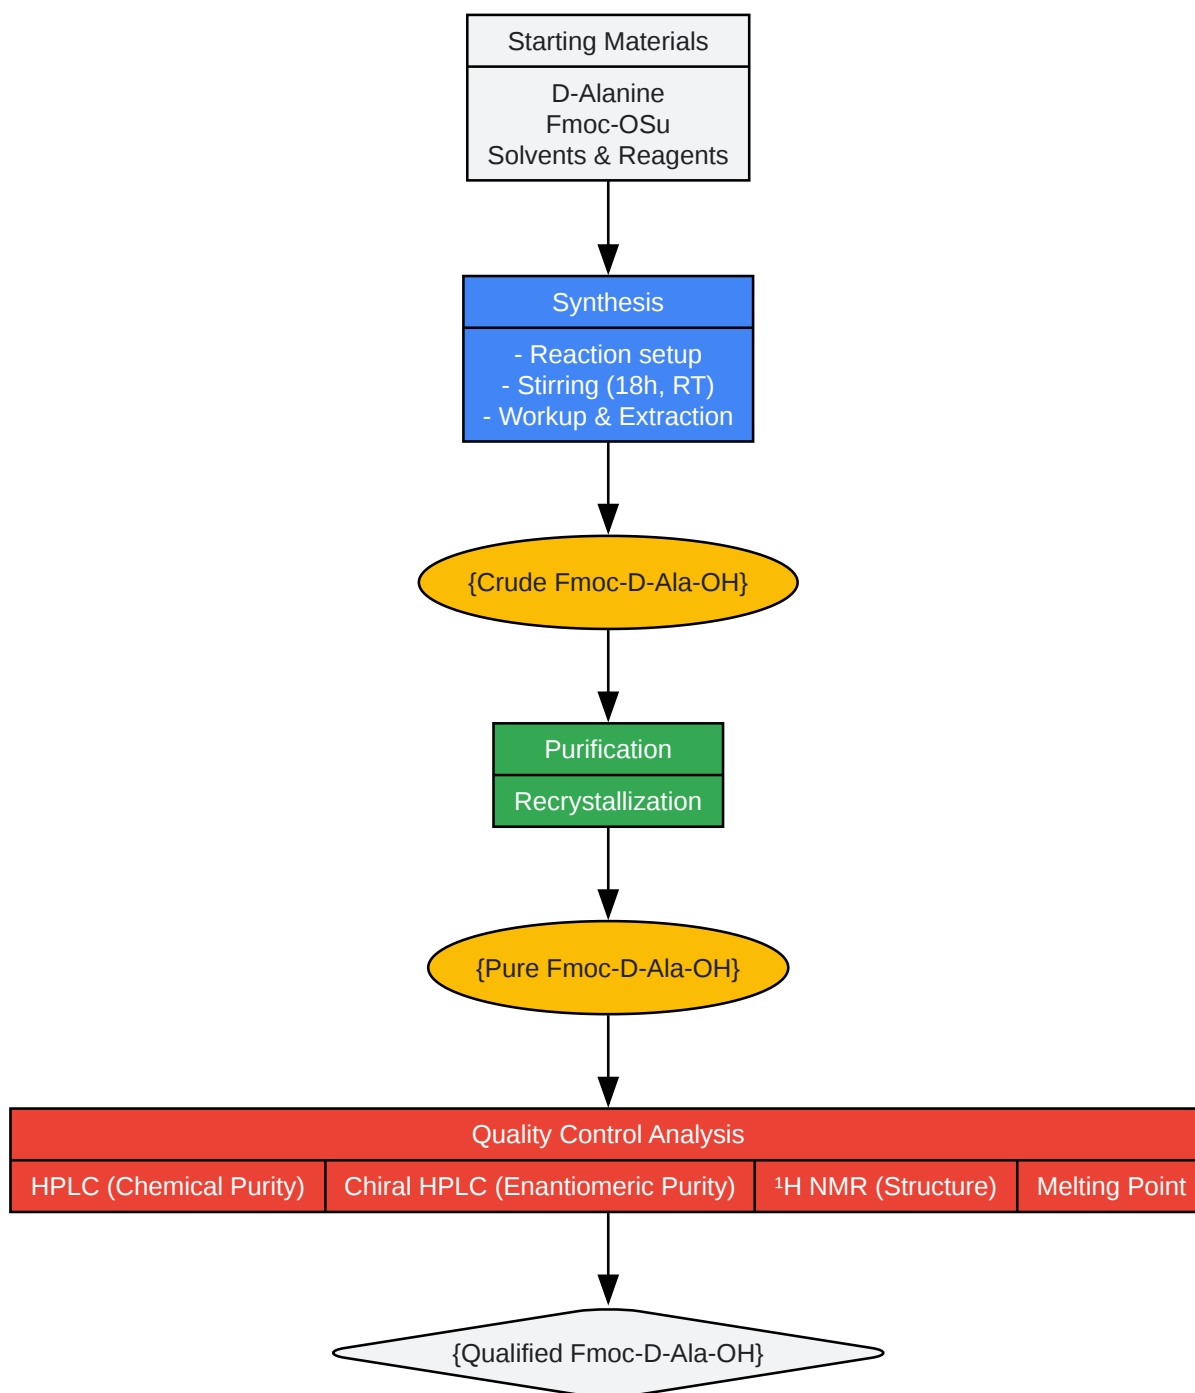 Starting Materials
D-Alanine
Fmoc-OSu
Solvents & Reagents
Synthesis
- Reaction setup
- Stirring (18h, RT)
- Workup & Extraction
{Crude Fmoc-D-Ala-OH}
Purification
Recrystallization
{Pure Fmoc-D-Ala-OH}
Quality Control Analysis
HPLC (Chemical Purity)
Chiral HPLC (Enantiomeric Purity)
¹H NMR (Structure)
Melting Point
{Qualified Fmoc-D-Ala-OH}